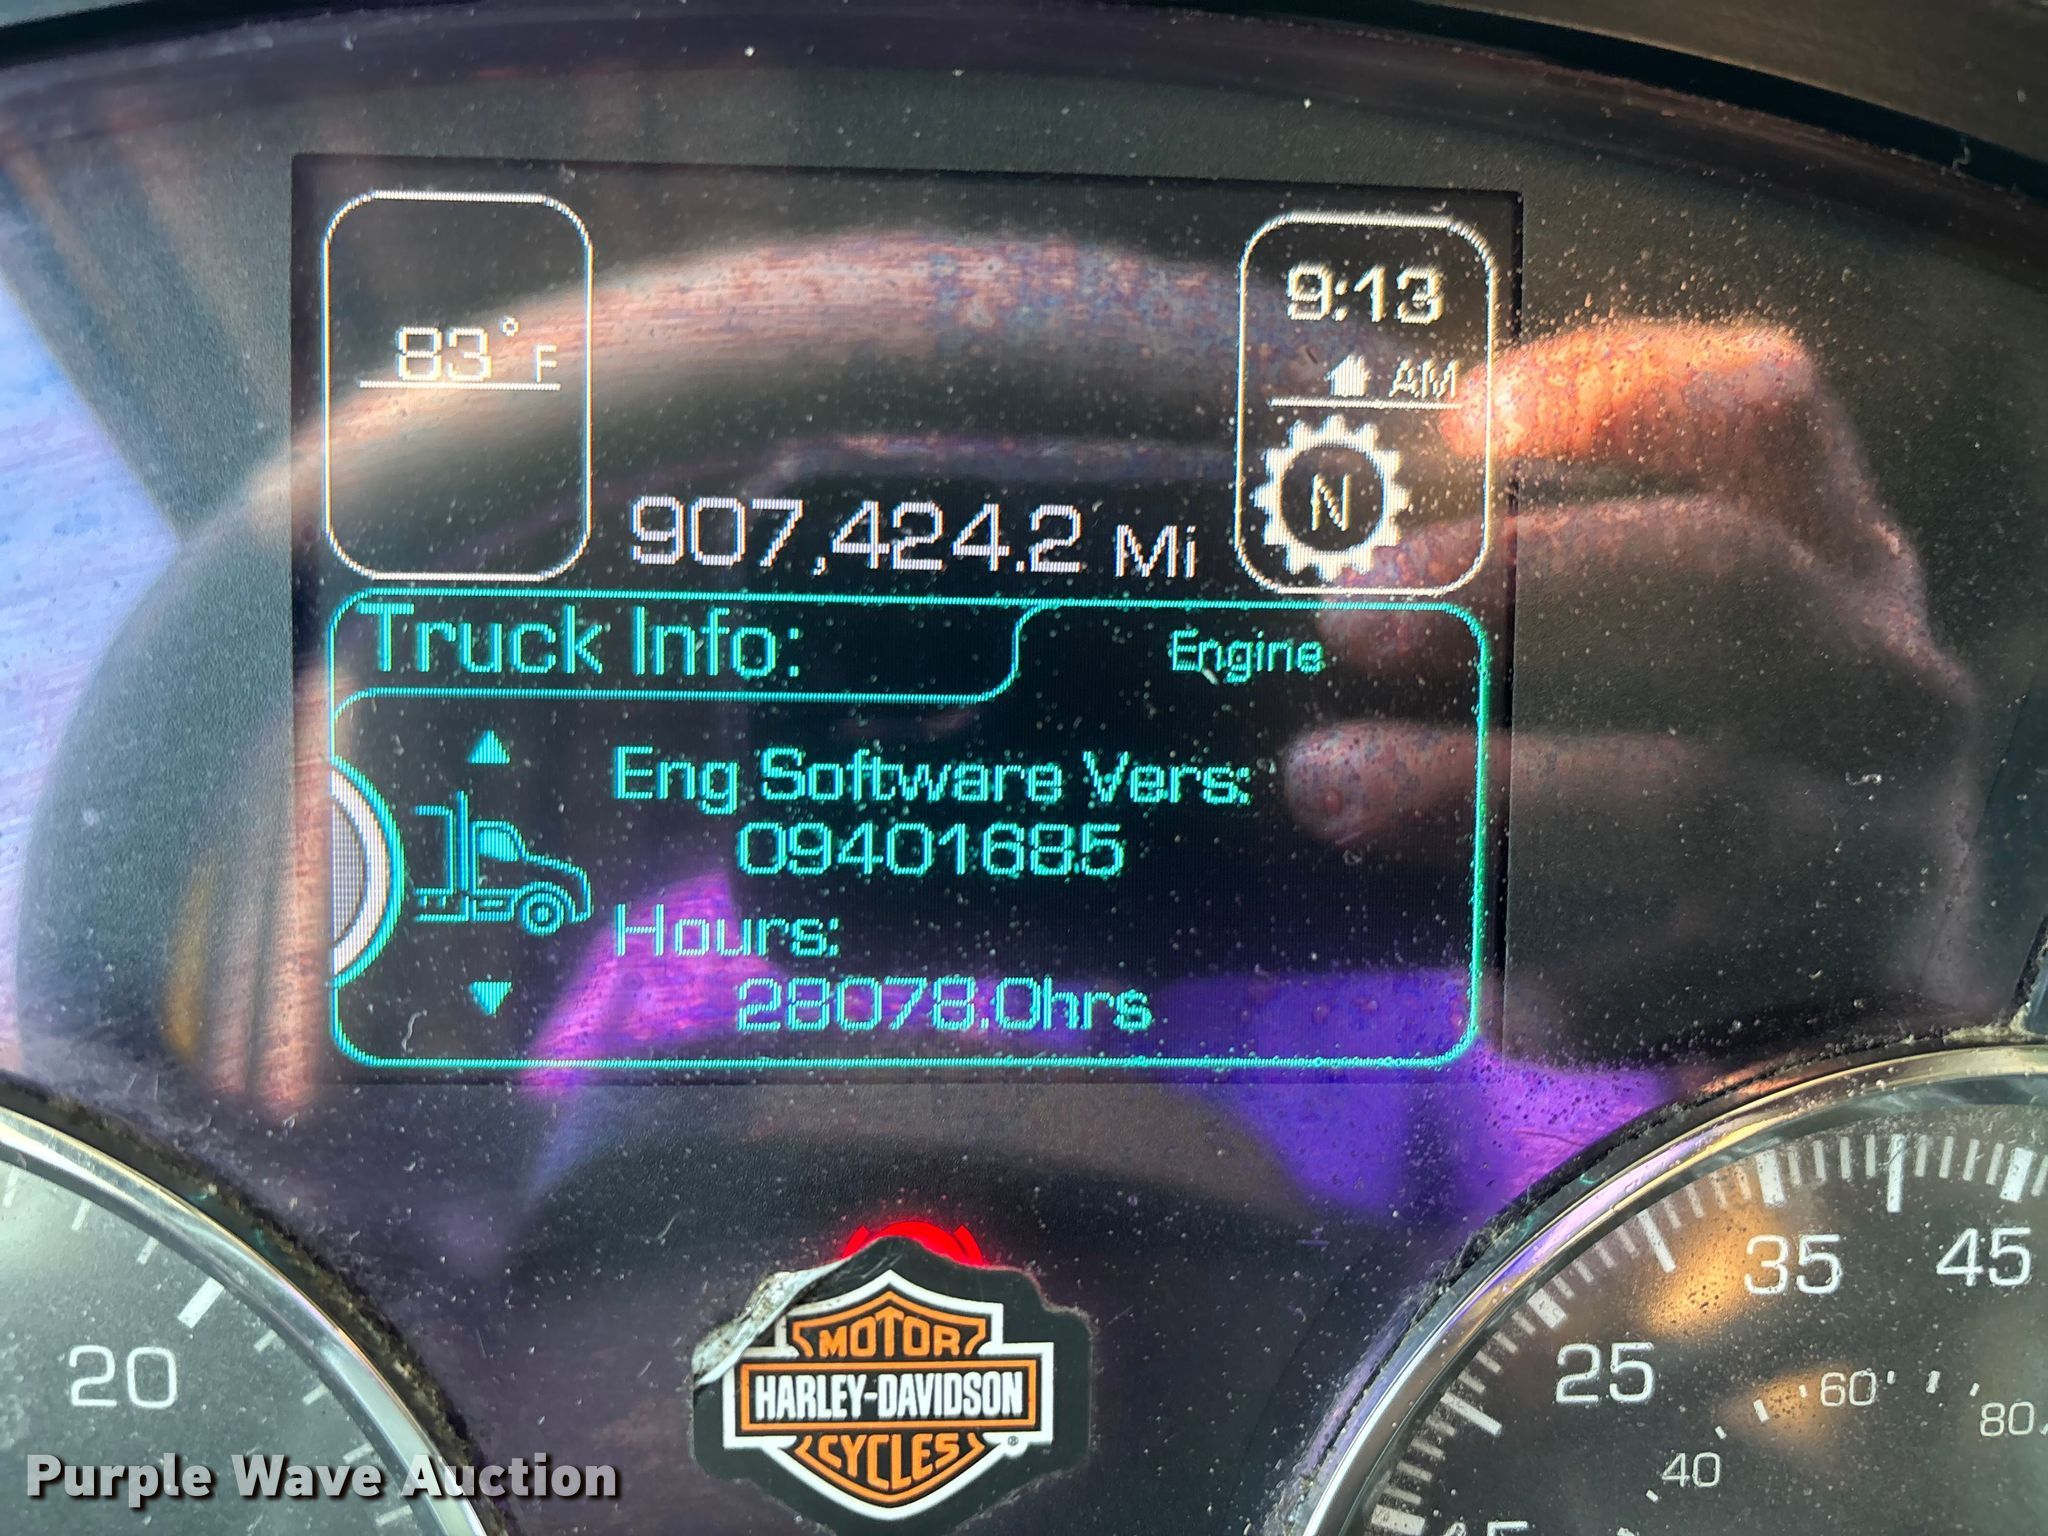 83°F
9:13
AM
N
907,424.2 Mi
Truck Info:
Engine
Eng Software Vers:
09401685
Hours:
28078.0hrs
20
35
45
25
60
80
40
15
MOTOR
HARLEY-DAVIDSON
®
CYCLES
Purple Wave Auction